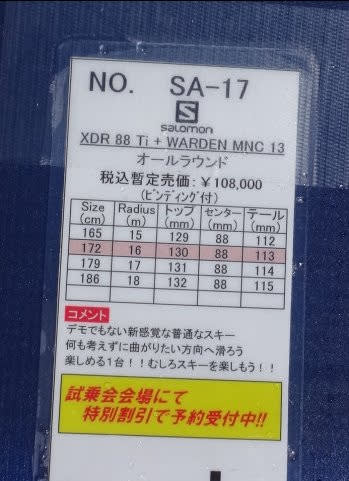 NO. SA-17
S
salomon
XDR 88 Ti + WARDEN MNC 13
オールラウンド
税込暫定売価：￥108,000
(ビンディング付)
Size (cm) Radius (m) トップ (mm) センター (mm) テール (mm)
165 15 129 88 112
172 16 130 88 113
179 17 131 88 114
186 18 132 88 115
コメント
デモでもない新感覚な普通なスキー
何も考えずに曲がりたい方向へ滑ろう
楽しめる1台！！むしろスキーを楽しもう！！
試乗会会場にて
特別割引で予約受付中!!